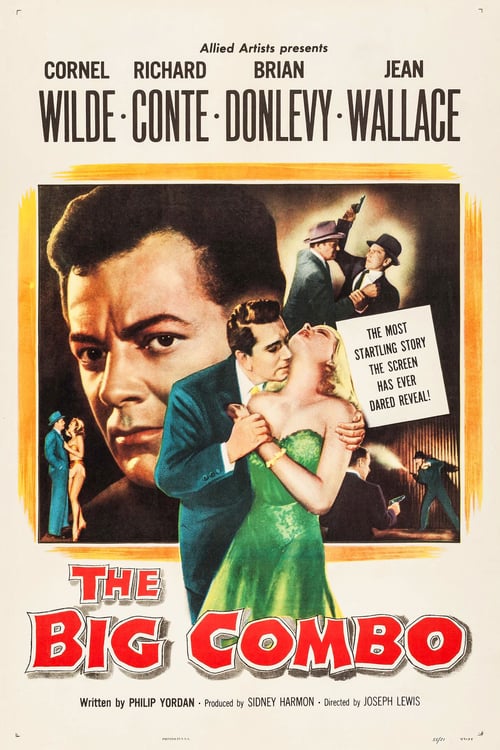 Allied Artists presents
CORNEL RICHARD BRIAN JEAN
WILDE · CONTE · DONLEVY · WALLACE
THE MOST
STARTLING STORY
THE SCREEN
HAS EVER
DARED REVEAL!
THE
BIG COMBO
Written by PHILIP YORDAN · Produced by SIDNEY HARMON · Directed by JOSEPH LEWIS